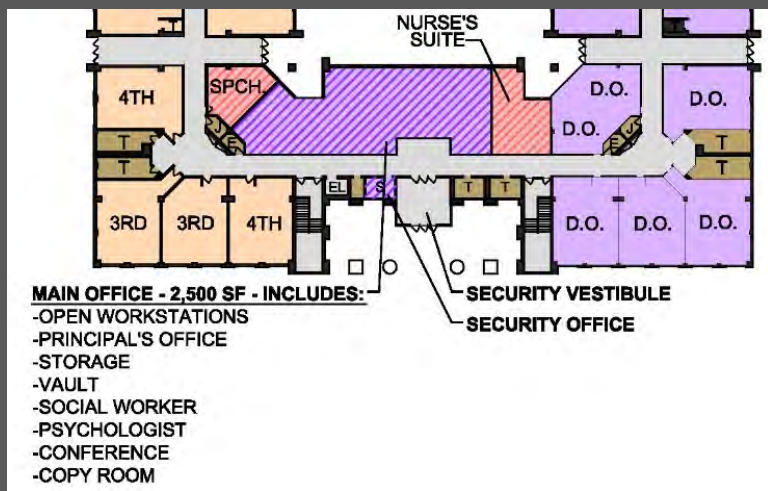 NURSE'S
SUITE
T
T
4TH
SPCH.
D.O.
D.O.
D.O.
J
E
J
E
T
T
T
T
EL
S
T
T
3RD
3RD
4TH
D.O.
D.O.
D.O.
MAIN OFFICE - 2,500 SF - INCLUDES:
-OPEN WORKSTATIONS
-PRINCIPAL'S OFFICE
-STORAGE
-VAULT
-SOCIAL WORKER
-PSYCHOLOGIST
-CONFERENCE
-COPY ROOM
SECURITY VESTIBULE
SECURITY OFFICE